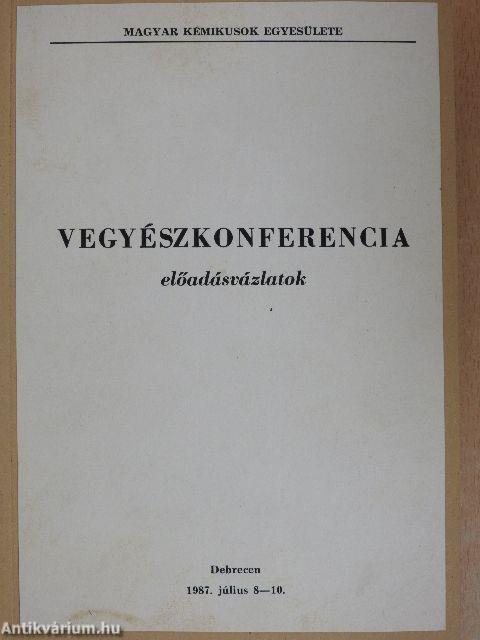 MAGYAR KÉMIKUSOK EGYESÜLETE
VEGYÉSZKONFERENCIA
előadásvázlatok
Debrecen
1987. július 8—10.
Antikvárium.hu